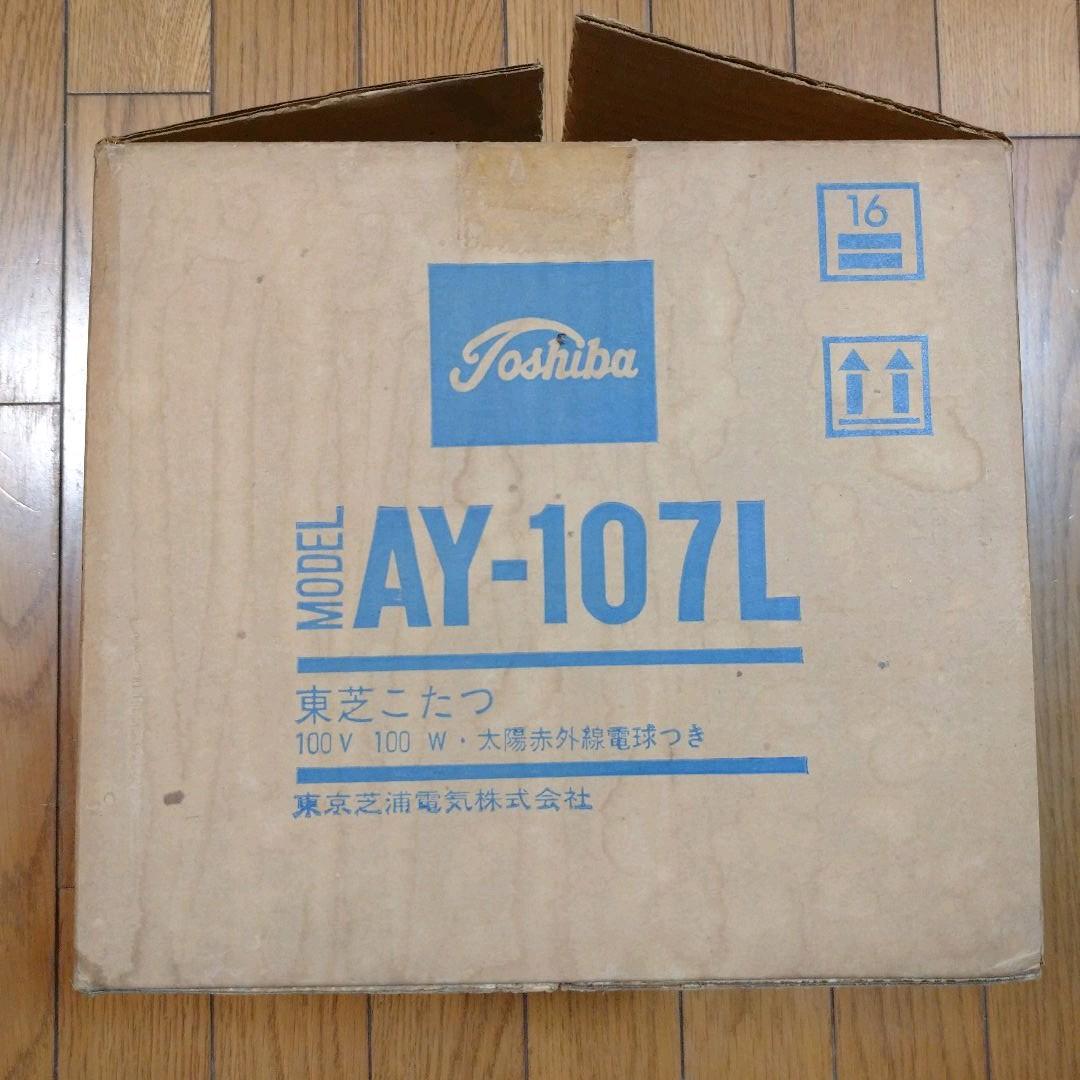 16
Toshiba
MODEL AY-107L
東芝こたつ
100V 100 W・太陽赤外線電球つき
東京芝浦電気株式会社